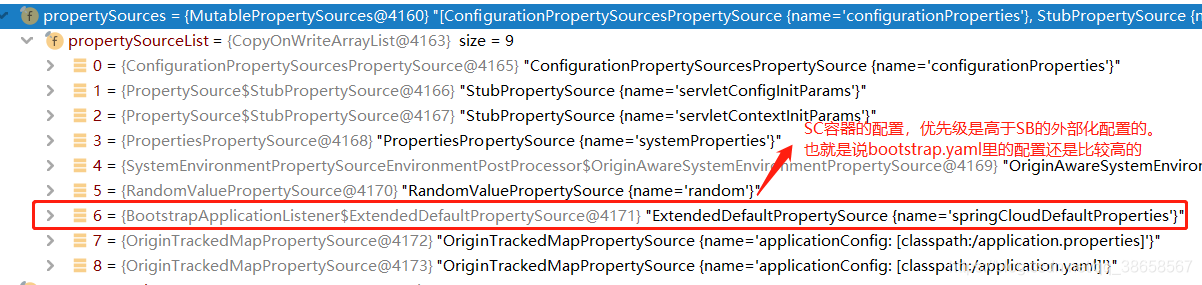 propertySources = {MutablePropertySources@4160} "[ConfigurationPropertySourcesPropertySource {name='configurationProperties'}, StubPropertySource {n
propertySourceList = {CopyOnWriteArrayList@4163} size = 9
0 = {ConfigurationPropertySourcesPropertySource@4165} "ConfigurationPropertySourcesPropertySource {name='configurationProperties'}"
1 = {PropertySource$StubPropertySource@4166} "StubPropertySource {name='servletConfigInitParams'}"
2 = {PropertySource$StubPropertySource@4167} "StubPropertySource {name='servletContextInitParams'}"
SC容器的配置，优先级是高于SB的外部化配置的。
3 = {PropertiesPropertySource@4168} "PropertiesPropertySource {name='systemProperties'}"
也就是说bootstrap.yaml里的配置还是比较高的
4 = {SystemEnvironmentPropertySourceEnvironmentPostProcessor$OriginAwareSystemEnvironmentPropertySource@4169} "OriginAwareSystemEnviron
5 = {RandomValuePropertySource@4170} "RandomValuePropertySource {name='random'}"
6 = {BootstrapApplicationListener$ExtendedDefaultPropertySource@4171} "ExtendedDefaultPropertySource {name='springCloudDefaultProperties'}"
7 = {OriginTrackedMapPropertySource@4172} "OriginTrackedMapPropertySource {name='applicationConfig: [classpath:/application.properties]'}"
8 = {OriginTrackedMapPropertySource@4173} "OriginTrackedMapPropertySource {name='applicationConfig: [classpath:/application.yaml]'}"